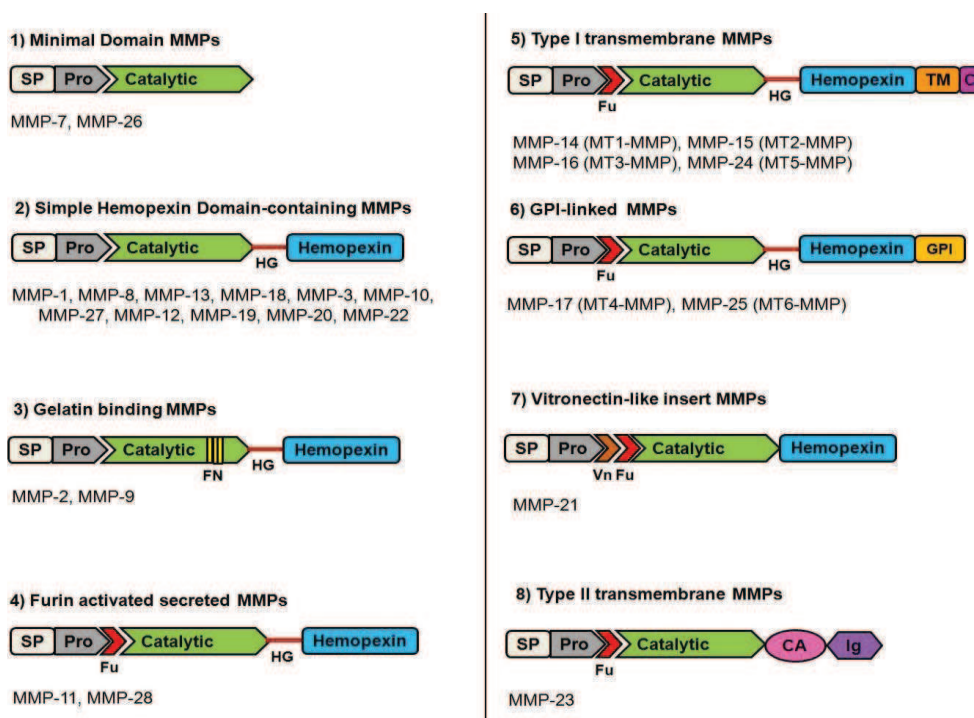 1) Minimal Domain MMPs
SP Pro Catalytic
MMP-7, MMP-26
2) Simple Hemopexin Domain-containing MMPs
SP Pro Catalytic Hemopexin
HG
MMP-1, MMP-8, MMP-13, MMP-18, MMP-3, MMP-10,
MMP-27, MMP-12, MMP-19, MMP-20, MMP-22
3) Gelatin binding MMPs
SP Pro Catalytic Hemopexin
FN HG
MMP-2, MMP-9
4) Furin activated secreted MMPs
SP Pro Catalytic Hemopexin
Fu HG
MMP-11, MMP-28
5) Type I transmembrane MMPs
SP Pro Catalytic Hemopexin TM C
Fu HG
MMP-14 (MT1-MMP), MMP-15 (MT2-MMP)
MMP-16 (MT3-MMP), MMP-24 (MT5-MMP)
6) GPI-linked MMPs
SP Pro Catalytic Hemopexin GPI
Fu HG
MMP-17 (MT4-MMP), MMP-25 (MT6-MMP)
7) Vitronectin-like insert MMPs
SP Pro Catalytic Hemopexin
Vn Fu
MMP-21
8) Type II transmembrane MMPs
SP Pro Catalytic CA Ig
Fu
MMP-23